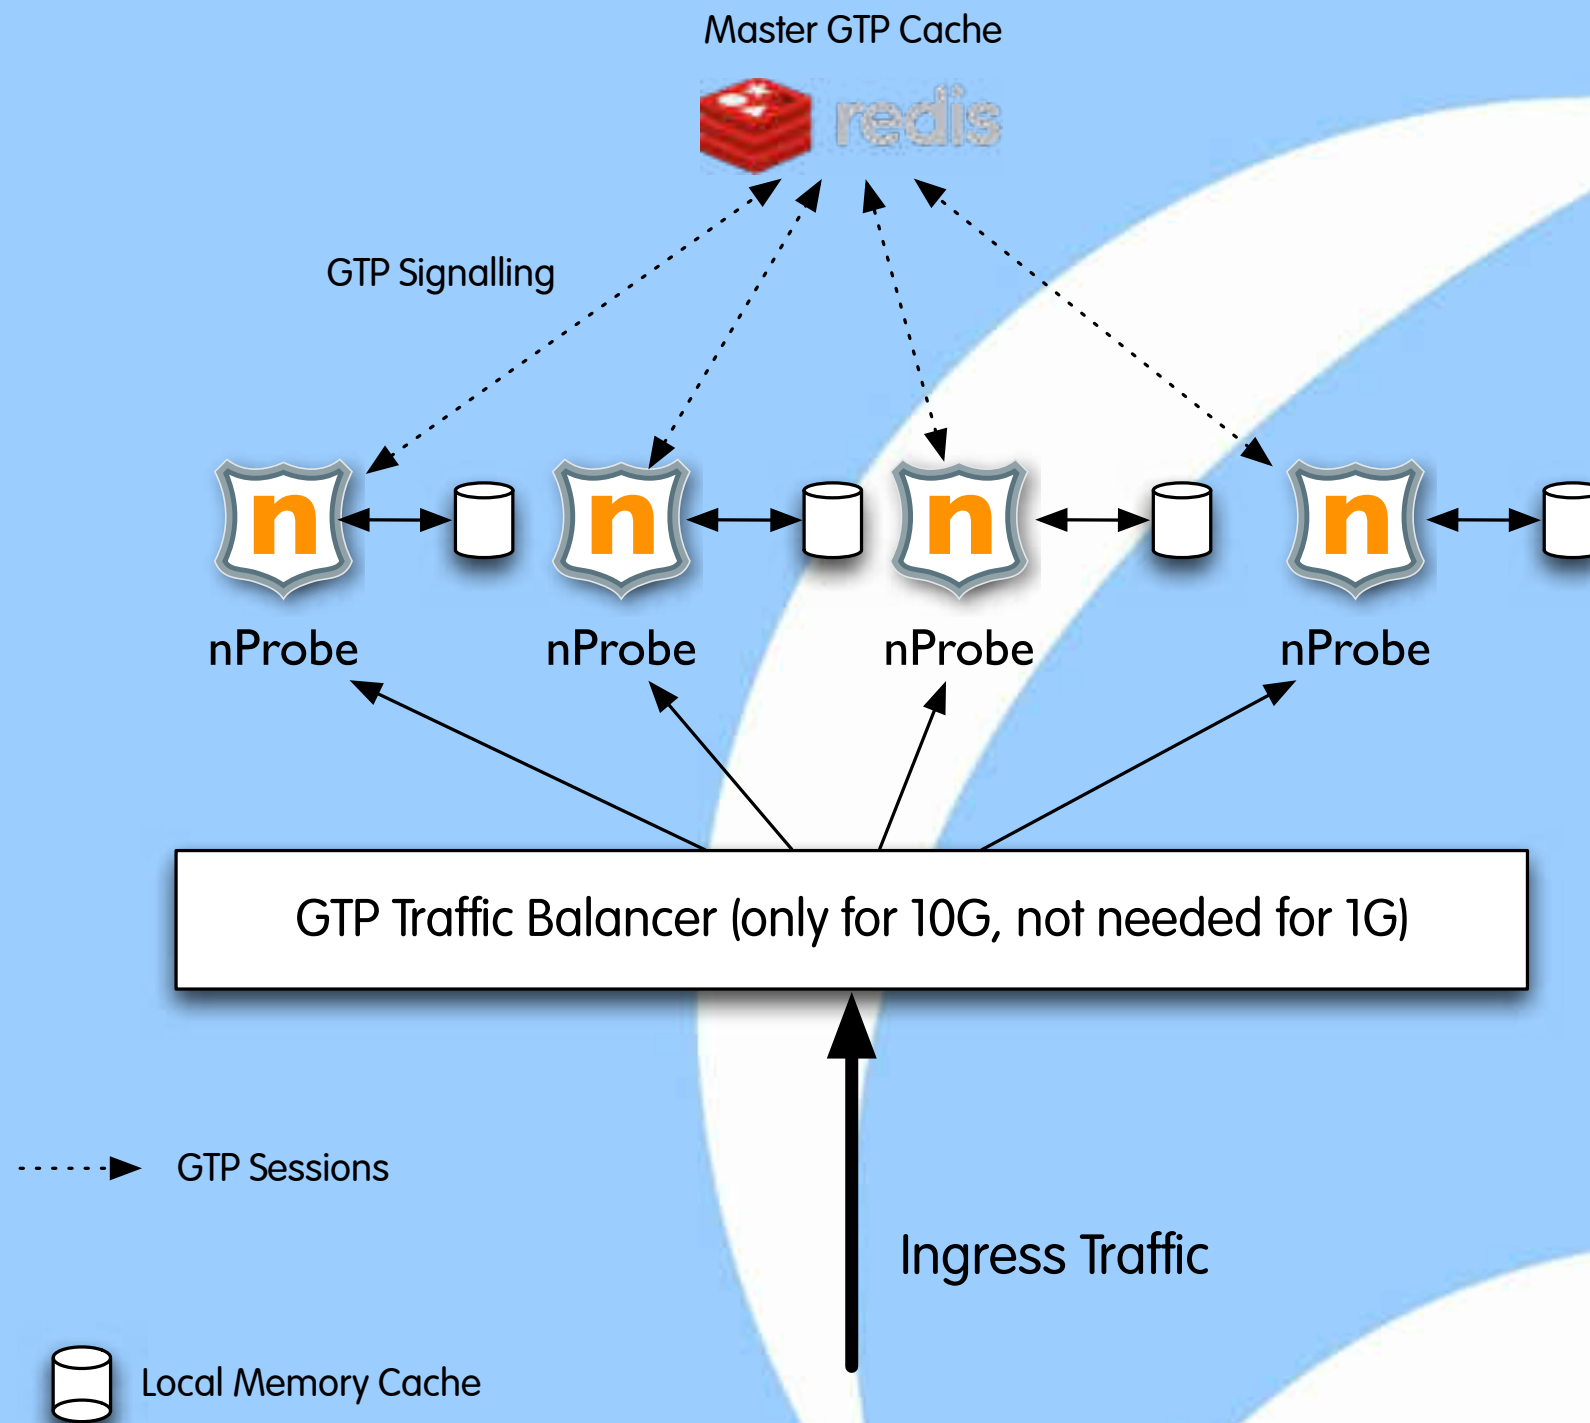 Master GTP Cache
redis
GTP Signalling
n n n n
nProbe nProbe nProbe nProbe
GTP Traffic Balancer (only for 10G, not needed for 1G)
GTP Sessions
Ingress Traffic
Local Memory Cache